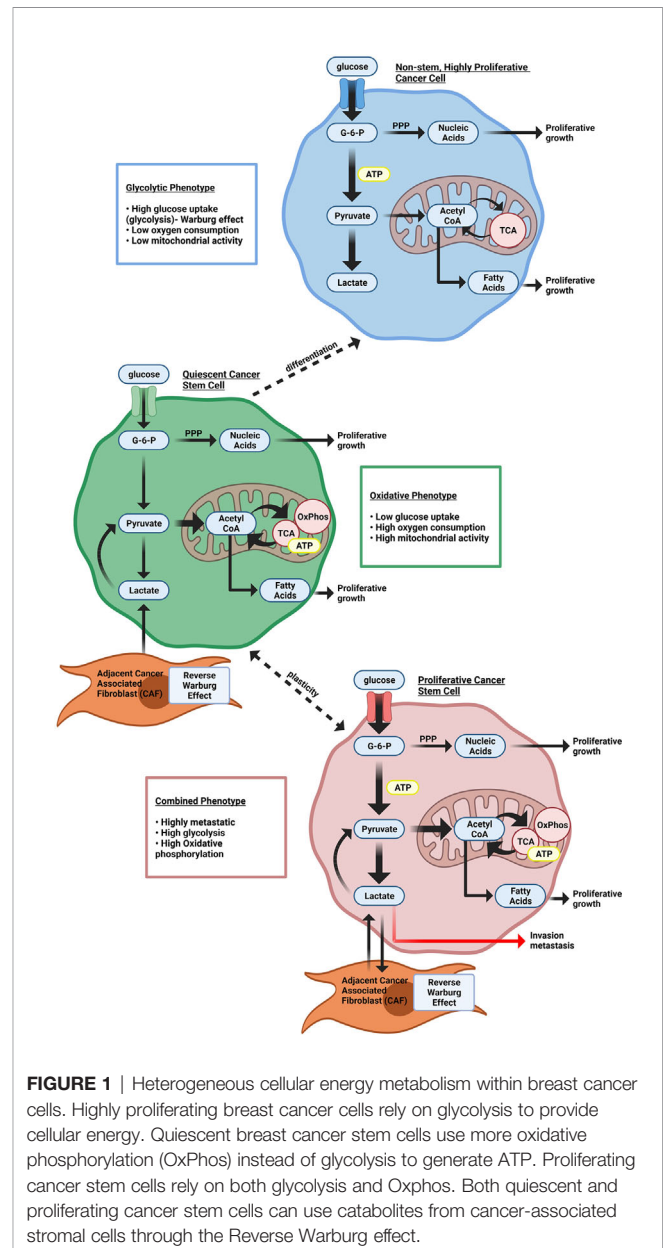 glucose
Non-stem, Highly Proliferative
Cancer Cell
G-6-P
PPP
Nucleic
Acids
Proliferative
growth
ATP
Glycolytic Phenotype
• High glucose uptake
(glycolysis)- Warburg effect
• Low oxygen consumption
• Low mitochondrial activity
Pyruvate
Acetyl
CoA
TCA
Lactate
Fatty
Acids
Proliferative
growth
differentiation
glucose
Quiescent Cancer
Stem Cell
G-6-P
PPP
Nucleic
Acids
Proliferative
growth
Oxidative Phenotype
• Low glucose uptake
• High oxygen consumption
• High mitochondrial activity
Pyruvate
Acetyl
CoA
OxPhos
TCA
ATP
Lactate
Fatty
Acids
Proliferative
growth
Adjacent Cancer
Associated
Fibroblast (CAF)
Reverse
Warburg
Effect
plasticity
glucose
Proliferative Cancer
Stem Cell
G-6-P
PPP
Nucleic
Acids
Proliferative
growth
ATP
Combined Phenotype
• Highly metastatic
• High glycolysis
• High Oxidative
phosphorylation
Pyruvate
Acetyl
CoA
OxPhos
TCA
ATP
Lactate
Fatty
Acids
Proliferative
growth
Invasion
metastasis
Adjacent Cancer
Associated
Fibroblast (CAF)
Reverse
Warburg
Effect
FIGURE 1 | Heterogeneous cellular energy metabolism within breast cancer
cells. Highly proliferating breast cancer cells rely on glycolysis to provide
cellular energy. Quiescent breast cancer stem cells use more oxidative
phosphorylation (OxPhos) instead of glycolysis to generate ATP. Proliferating
cancer stem cells rely on both glycolysis and Oxphos. Both quiescent and
proliferating cancer stem cells can use catabolites from cancer-associated
stromal cells through the Reverse Warburg effect.